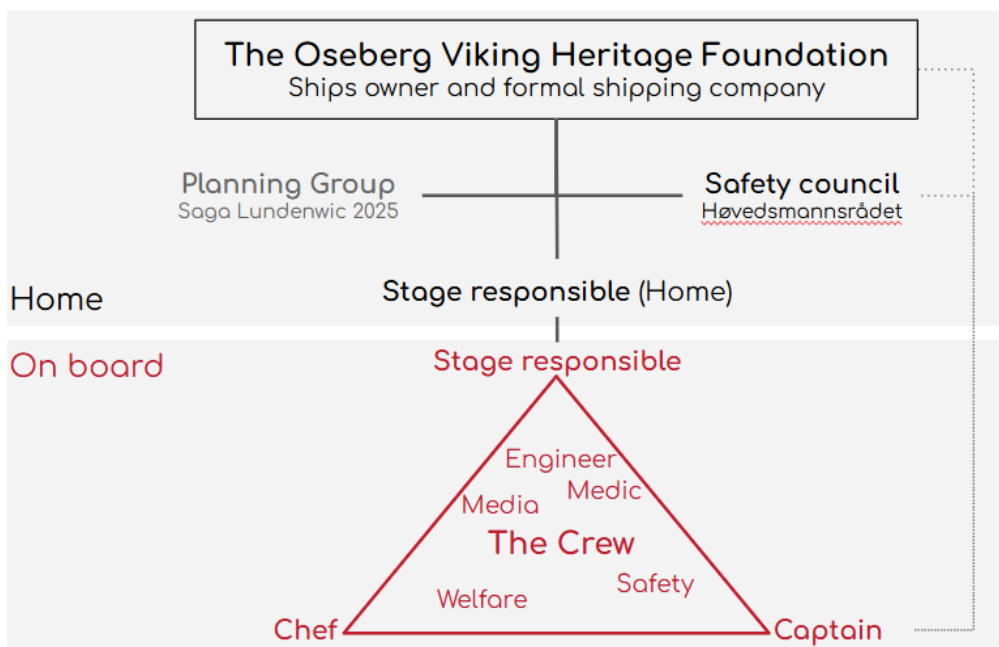 The Oseberg Viking Heritage Foundation
Ships owner and formal shipping company
Planning Group
Saga Lundenwic 2025
Safety council
Høvedsmannsrådet
Stage responsible (Home)
Home
On board
Stage responsible
Engineer
Medic
Media
The Crew
Safety
Welfare
Chef
Captain